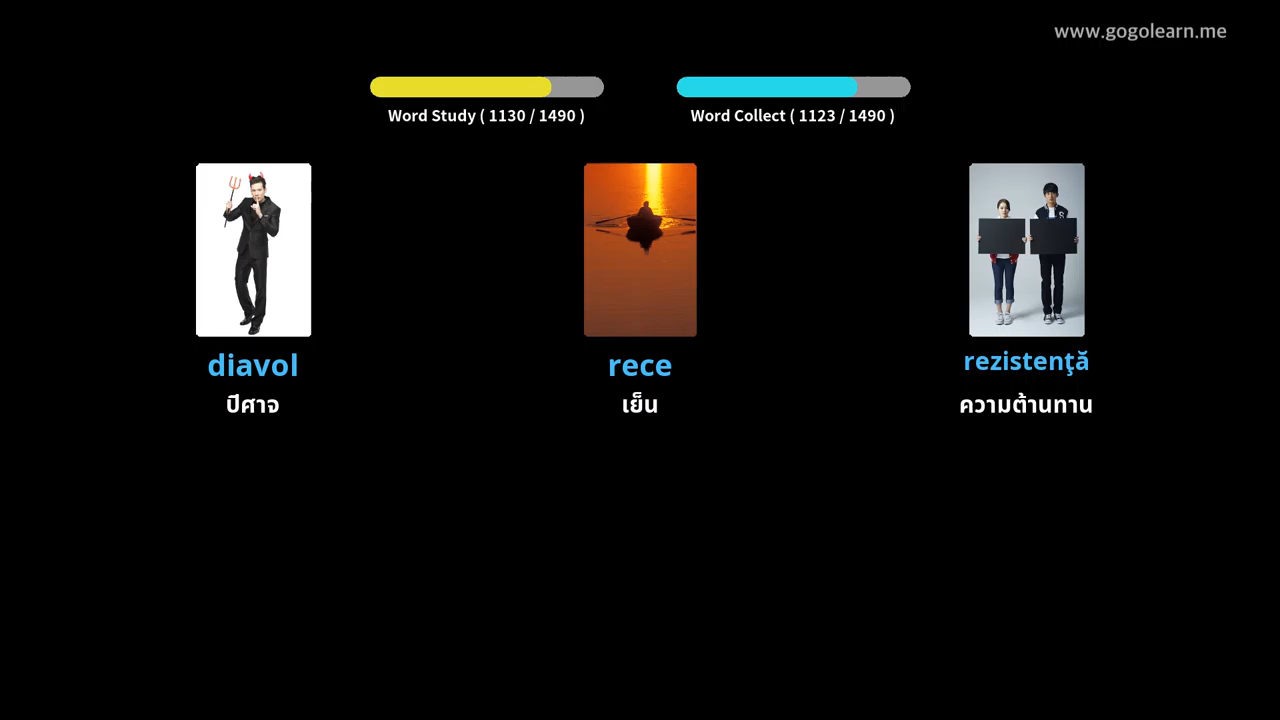 www.gogolearn.me
Word Study ( 1130 / 1490 )
Word Collect ( 1123 / 1490 )
diavol
ปีศาจ
rece
เย็น
rezistenţă
ความต้านทาน